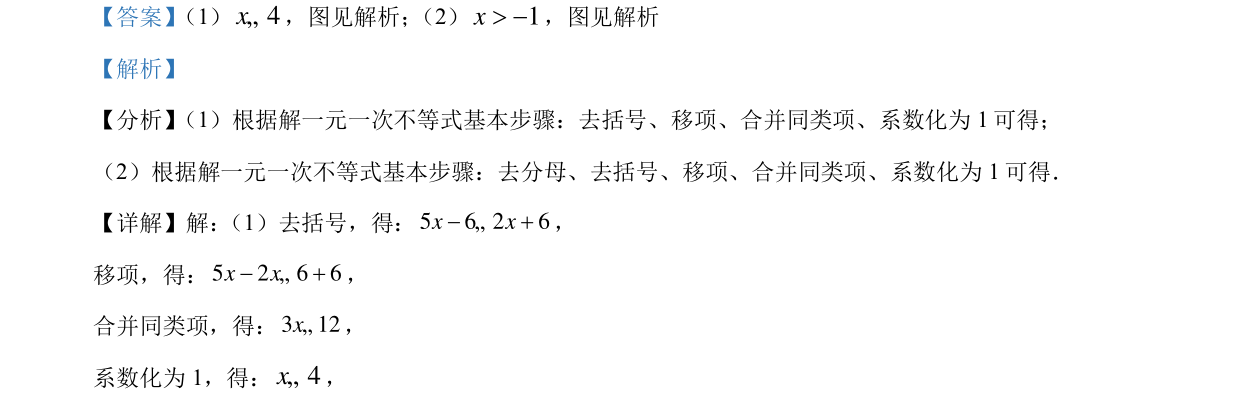 【答案】（1）x,, 4，图见解析；（2）x > −1，图见解析
【解析】
【分析】（1）根据解一元一次不等式基本步骤：去括号、移项、合并同类项、系数化为 1 可得；
（2）根据解一元一次不等式基本步骤：去分母、去括号、移项、合并同类项、系数化为 1 可得．
【详解】解：（1）去括号，得：5x − 6,, 2x + 6，
移项，得：5x − 2x,, 6 + 6，
合并同类项，得：3x,, 12，
系数化为 1，得：x,, 4，